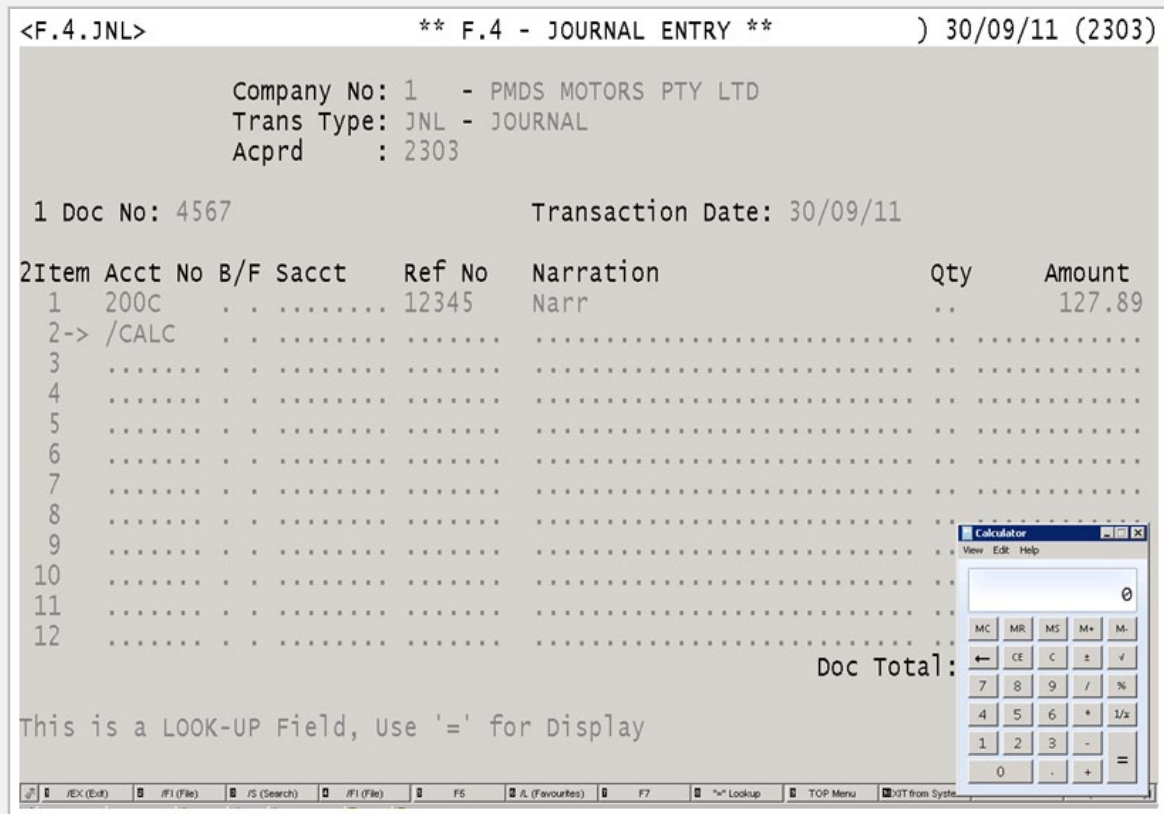 <F.4.JNL> ** F.4 - JOURNAL ENTRY ** ) 30/09/11 (2303)
Company No: 1 - PMDS MOTORS PTY LTD
Trans Type: JNL - JOURNAL
Acprd : 2303
1 Doc No: 4567 Transaction Date: 30/09/11
2Item Acct No B/F Sacct Ref No Narration Qty Amount
1 200C . . ........ 12345 Narr .. 127.89
2-> /CALC . . ........ ....... ........................... .. ............
3 ....... . . ........ ....... ........................... .. ............
4 ....... . . ........ ....... ........................... .. ............
5 ....... . . ........ ....... ........................... .. ............
6 ....... . . ........ ....... ........................... .. ............
7 ....... . . ........ ....... ........................... .. ............
8 ....... . . ........ ....... ........................... .. ............
9 ....... . . ........ ....... ........................... ..
10 ....... . . ........ ....... ........................... ..
11 ....... . . ........ ....... ........................... ..
12 ....... . . ........ ....... ...........................
Doc Total:
This is a LOOK-UP Field, Use '=' for Display
Calculator
View Edit Help
0
MC MR MS M+ M-
← CE C ± √
7 8 9 / %
4 5 6 * 1/x
1 2 3 - =
0 . +
/EX (Exit) /FI (File) /S (Search) /FI (File) F5 /L (Favourites) F7 "=" Lookup TOP Menu EXIT from Syste